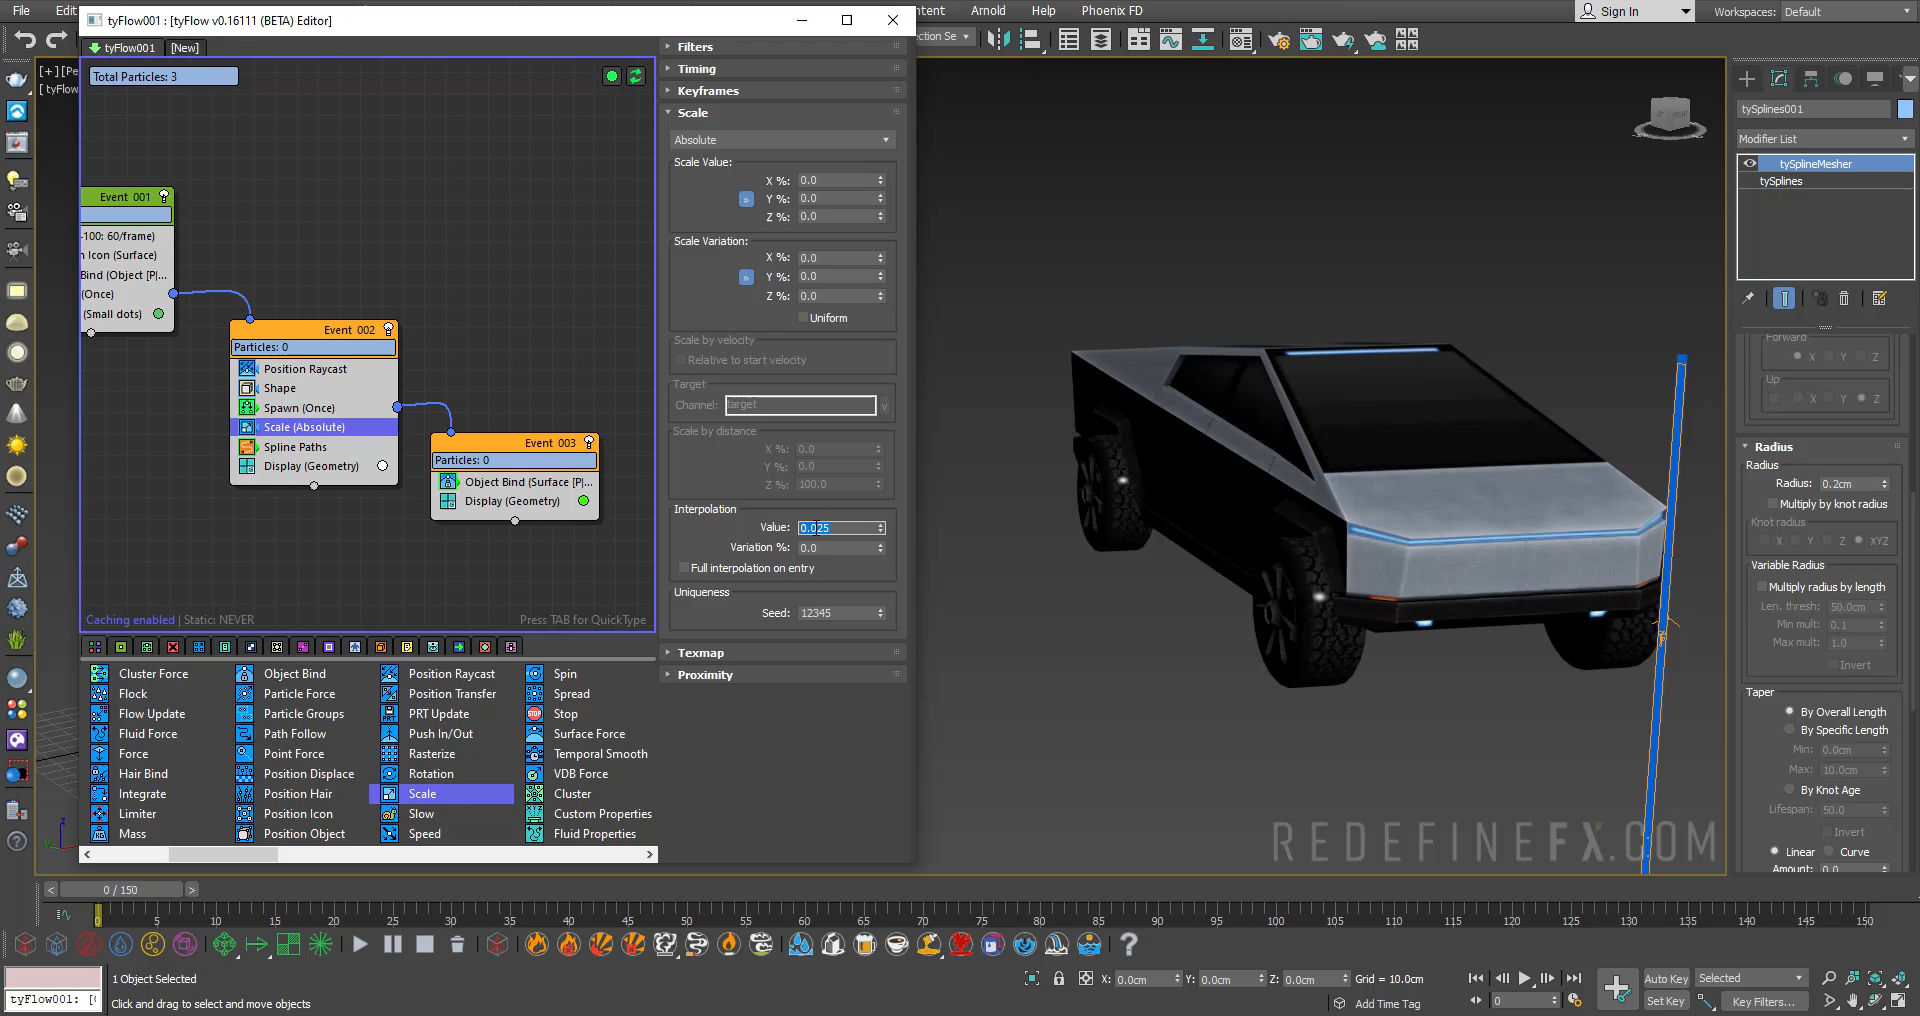 File
En
tyFlow001 : [tyFlow v0.16111 (BETA) Editor]
ntent
Arnold
Help
Phoenix FD
Sign In
Workspaces: Default
ction Se
tyFlow001
[New]
[+][Pe
[ tyFlow
Total Particles: 3
Event 001
-100: 60/frame)
n Icon (Surface)
Bind (Object [P|...
(Once)
(Small dots)
Event 002
Particles: 0
Position Raycast
Shape
Spawn (Once)
Scale (Absolute)
Spline Paths
Display (Geometry)
Event 003
Particles: 0
Object Bind (Surface [P|...
Display (Geometry)
Caching enabled | Static: NEVER
Press TAB for QuickType
Cluster Force
Flock
Flow Update
Fluid Force
Force
Hair Bind
Integrate
Limiter
Mass
Object Bind
Particle Force
Particle Groups
Path Follow
Point Force
Position Displace
Position Hair
Position Icon
Position Object
Position Raycast
Position Transfer
PRT Update
Push In/Out
Rasterize
Rotation
Scale
Slow
Speed
Spin
Spread
Stop
Surface Force
Temporal Smooth
VDB Force
Cluster
Custom Properties
Fluid Properties
Filters
Timing
Keyframes
Scale
Absolute
Scale Value:
X %: 0.0
Y %: 0.0
Z %: 0.0
Scale Variation:
X %: 0.0
Y %: 0.0
Z %: 0.0
Uniform
Scale by velocity
Relative to start velocity
Target
Channel: target
v
Scale by distance
X %: 0.0
Y %: 0.0
Z %: 100.0
Interpolation
Value: 0.025
Variation %: 0.0
Full interpolation on entry
Uniqueness
Seed: 12345
Texmap
Proximity
REDEFINEFX.COM
tySplines001
Modifier List
tySplineMesher
tySplines
Forward
X Y Z
Up
X Y Z
Radius
Radius
Radius: 0.2cm
Multiply by knot radius
Knot radius
X Y Z XYZ
Variable Radius
Multiply radius by length
Len. thresh: 50.0cm
Min mult: 0.1
Max mult: 1.0
Invert
Taper
By Overall Length
By Specific Length
Min: 0.0cm
Max: 10.0cm
By Knot Age
Lifespan: 50.0
Invert
Linear Curve
Amount: 0.0
< 0 / 150 >
0 5 10 15 20 25 30 35 40 45 50 55 60 65 70 75 80 85 90 95 100 105 110 115 120 125 130 135 140 145 150
1 Object Selected
X: 0.0cm Y: 0.0cm Z: 0.0cm Grid = 10.0cm
Auto Key Selected
tyFlow001: [(
Click and drag to select and move objects
Add Time Tag
0
Set Key
Key Filters...